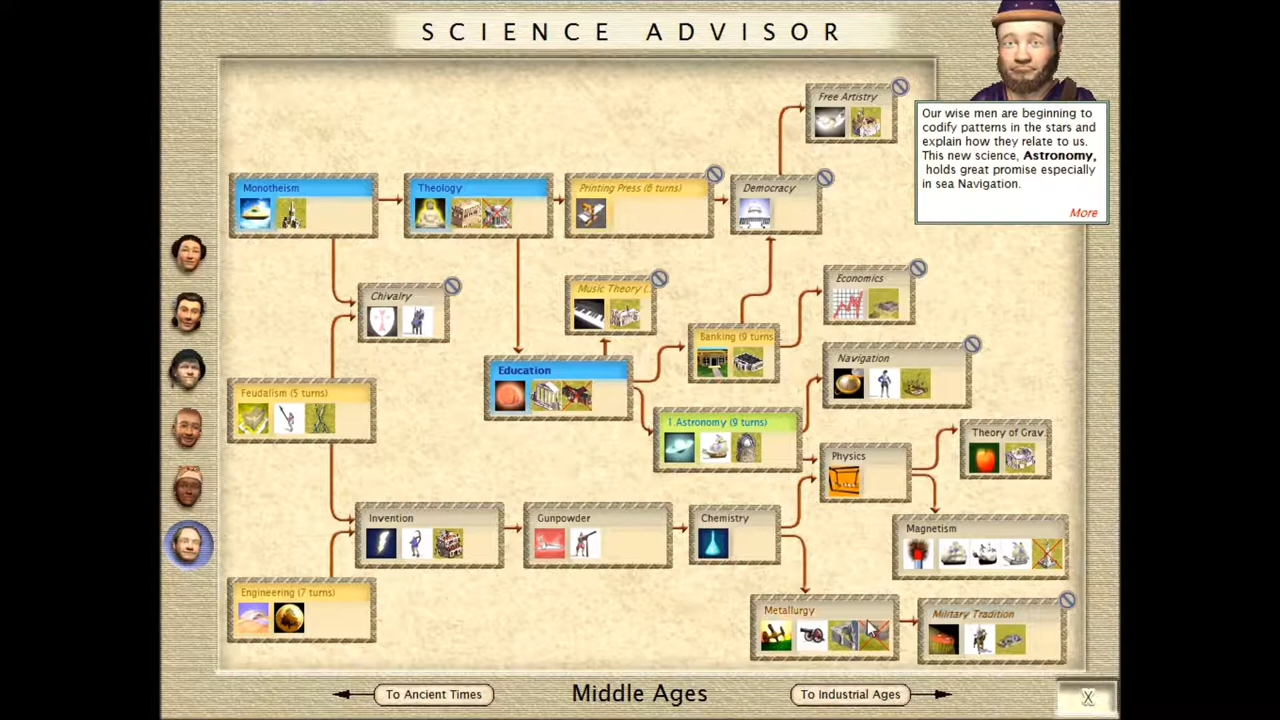 SCIENCE ADVISOR
Our wise men are beginning to
codify patterns in the stars and
explain how they relate to us.
This new science, Astronomy,
holds great promise especially
in sea Navigation.
More
Free Artistry
Monotheism
Theology
Printing Press (8 turns)
Democracy
Chivalry
Music Theory (
Economics
Banking (9 turns
Navigation
Education
Feudalism (5 turns)
1.Astronomy (9 turns)
Physics
Theory of Grav
Invention
Gunpowder
Chemistry
Magnetism
Engineering (7 turns)
Metallurgy
Military Tradition
To Ancient Times
Middle Ages
To Industrial Ages
X